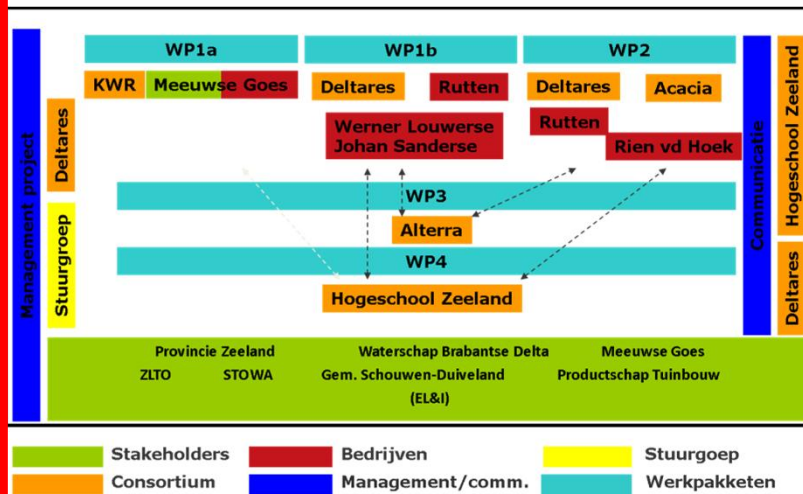 WP1a
WP1b
WP2
KWR
Meeuwse Goes
Deltares
Rutten
Deltares
Acacia
Werner Louwerse
Johan Sanderse
Rutten
Rien vd Hoek
Management project
Deltares
Stuurgroep
WP3
Alterra
WP4
Hogeschool Zeeland
Communicatie
Hogeschool Zeeland
Deltares
Provincie Zeeland
Waterschap Brabantse Delta
Meeuwse Goes
ZLTO
STOWA
Gem. Schouwen-Duiveland
Productschap Tuinbouw
(EL&I)
Stakeholders
Bedrijven
Stuurgoep
Consortium
Management/comm.
Werkpakketen